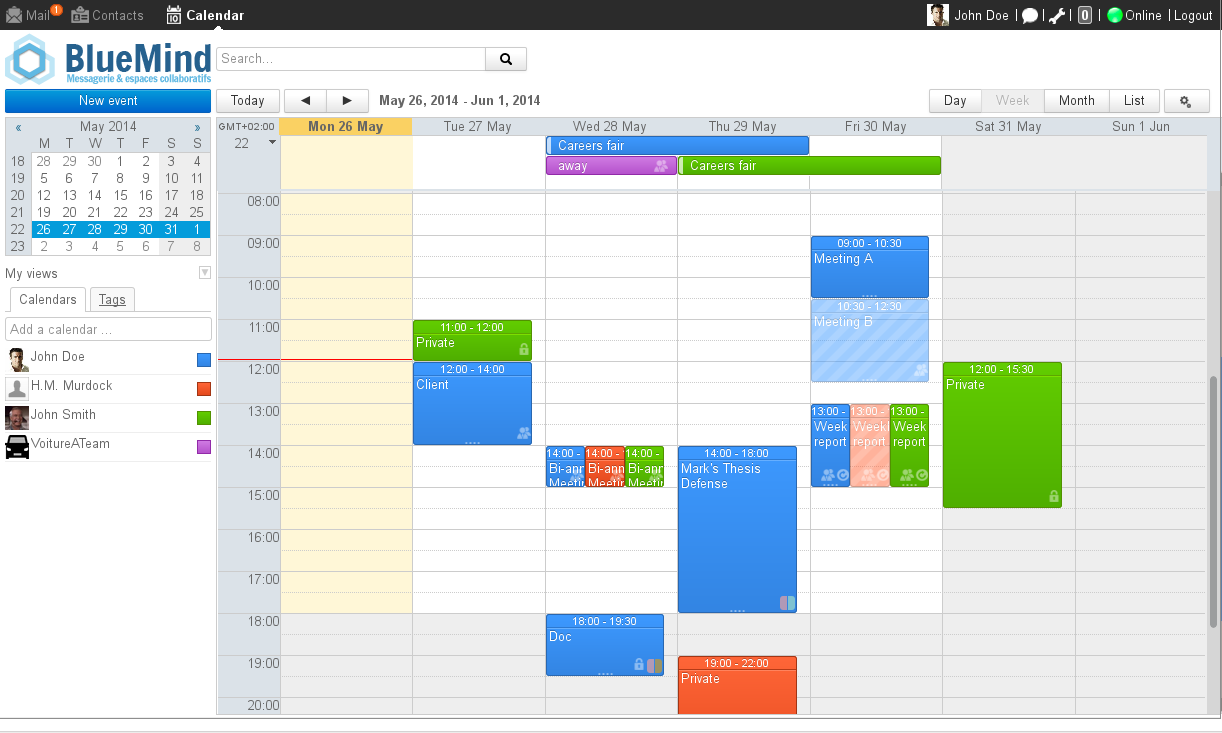 Mail 1 Contacts Calendar John Doe | | | 0 | Online | Logout
BlueMind
Messagerie & espaces collaboratifs
Search...
New event
Today ◄ ► May 26, 2014 - Jun 1, 2014 Day Week Month List
« May 2014 »
M T W T F S S
18 28 29 30 1 2 3 4
19 5 6 7 8 9 10 11
20 12 13 14 15 16 17 18
21 19 20 21 22 23 24 25
22 26 27 28 29 30 31 1
23 2 3 4 5 6 7 8
My views
Calendars Tags
Add a calendar ...
John Doe
H.M. Murdock
John Smith
VoitureATeam
GMT+02:00 Mon 26 May Tue 27 May Wed 28 May Thu 29 May Fri 30 May Sat 31 May Sun 1 Jun
22
Careers fair
away Careers fair
08:00
09:00 09:00 - 10:30
Meeting A
10:00
10:30 - 12:30
Meeting B
11:00 11:00 - 12:00
Private
12:00 12:00 - 14:00 12:00 - 15:30
Client Private
13:00 13:00 - 13:00 - 13:00 -
Week Weekl Week
report report report
14:00 14:00 - 14:00 - 14:00 - 14:00 - 18:00
Bi-ann Bi-ann Bi-ann Mark's Thesis
Meetir Meetir Meetir Defense
15:00
16:00
17:00
18:00 18:00 - 19:30
Doc
19:00 19:00 - 22:00
Private
20:00